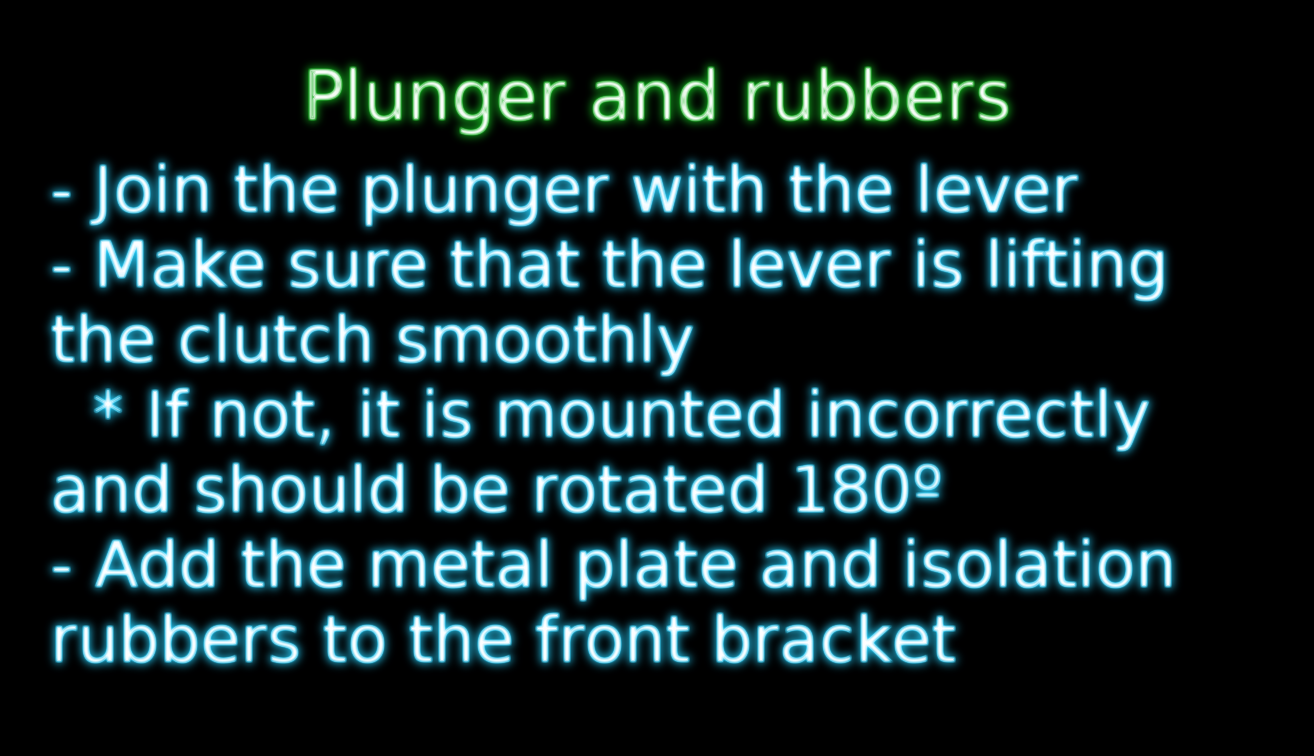 Plunger and rubbers
- Join the plunger with the lever
- Make sure that the lever is lifting
the clutch smoothly
* If not, it is mounted incorrectly
and should be rotated 180º
- Add the metal plate and isolation
rubbers to the front bracket